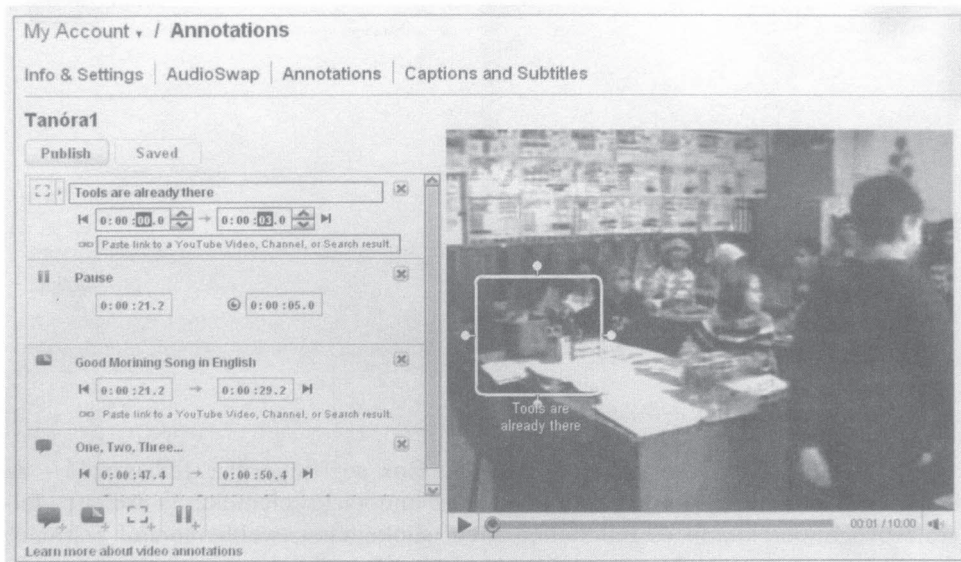 My Account / Annotations
Info & Settings AudioSwap Annotations Captions and Subtitles
Tanóra1
Publish Saved
Tools are already there
0:00:00.0 → 0:00:03.0
Paste link to a YouTube Video, Channel, or Search result.
Pause
0:00:21.2 0:00:05.0
Good Morining Song in English
0:00:21.2 → 0:00:29.2
Paste link to a YouTube Video, Channel, or Search result.
One, Two, Three...
0:00:47.4 → 0:00:50.4
Learn more about video annotations
Tools are
already there
00:01 / 10:00